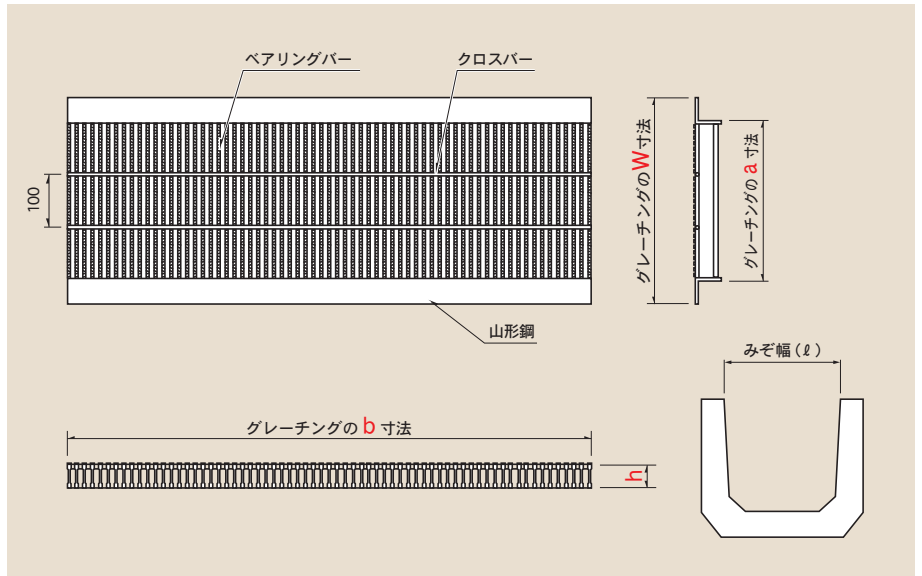 ベアリングバー
クロスバー
100
グレーチングのW寸法
グレーチングのa寸法
山形鋼
みぞ幅(ℓ)
グレーチングのb寸法
h